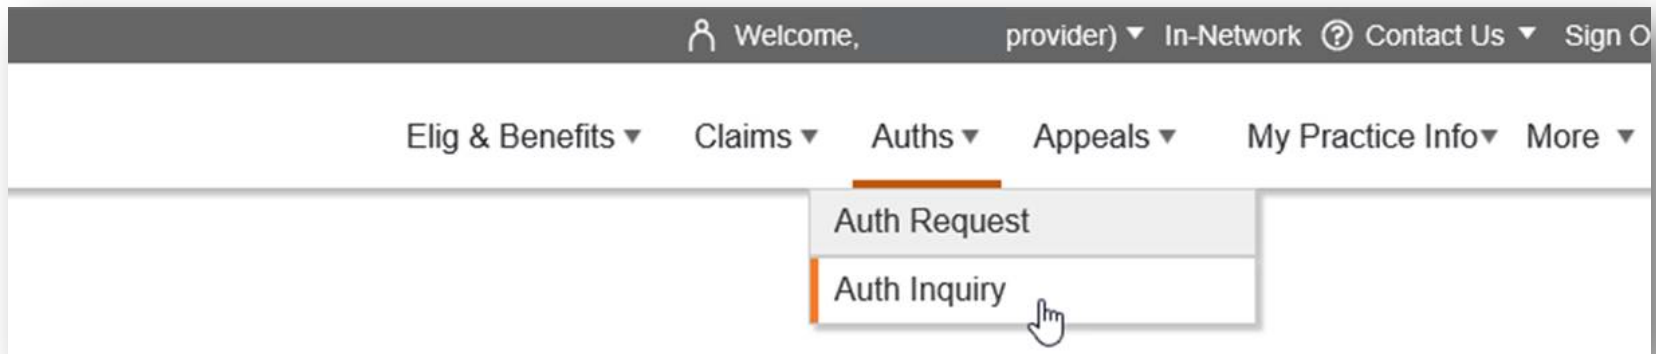 Welcome, provider) In-Network ? Contact Us Sign O
Elig & Benefits Claims Auths Appeals My Practice Info More
Auth Request
Auth Inquiry